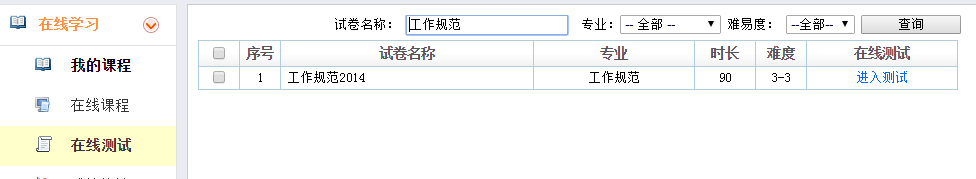 在线学习
我的课程
在线课程
在线测试
试卷名称： 工作规范 专业： -- 全部 -- 难易度： --全部-- 查询
序号 试卷名称 专业 时长 难度 在线测试
1 工作规范2014 工作规范 90 3-3 进入测试